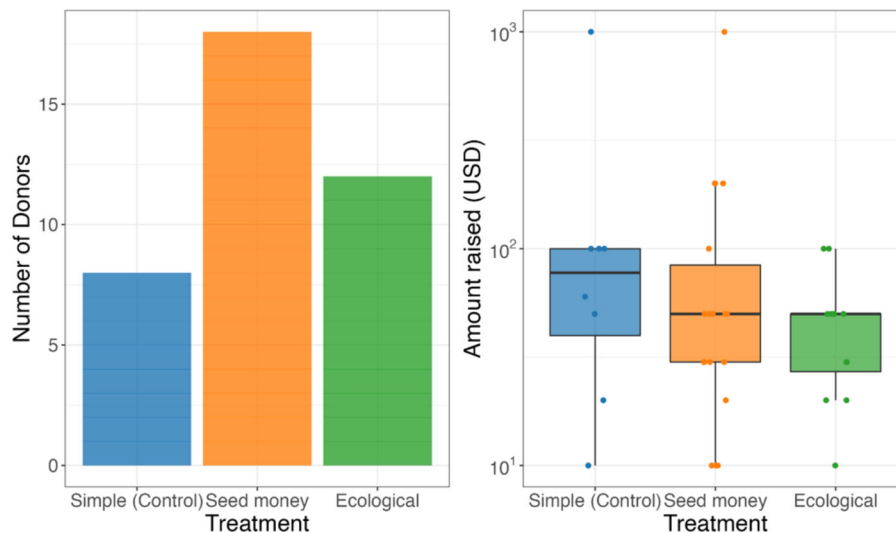 Number of Donors
15
10
5
0
Simple (Control) Seed money Ecological
Treatment
Amount raised (USD)
10³
10²
10¹
Simple (Control) Seed money Ecological
Treatment